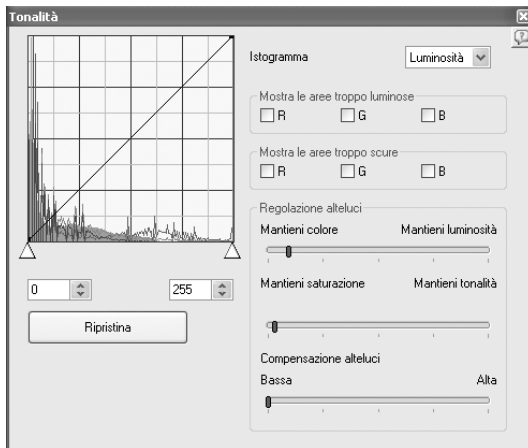 Tonalità
Istogramma
Luminosità
Mostra le aree troppo luminose
R G B
Mostra le aree troppo scure
R G B
Regolazione alteluci
Mantieni colore Mantieni luminosità
Mantieni saturazione Mantieni tonalità
Compensazione alteluci
Bassa Alta
0 255
Ripristina